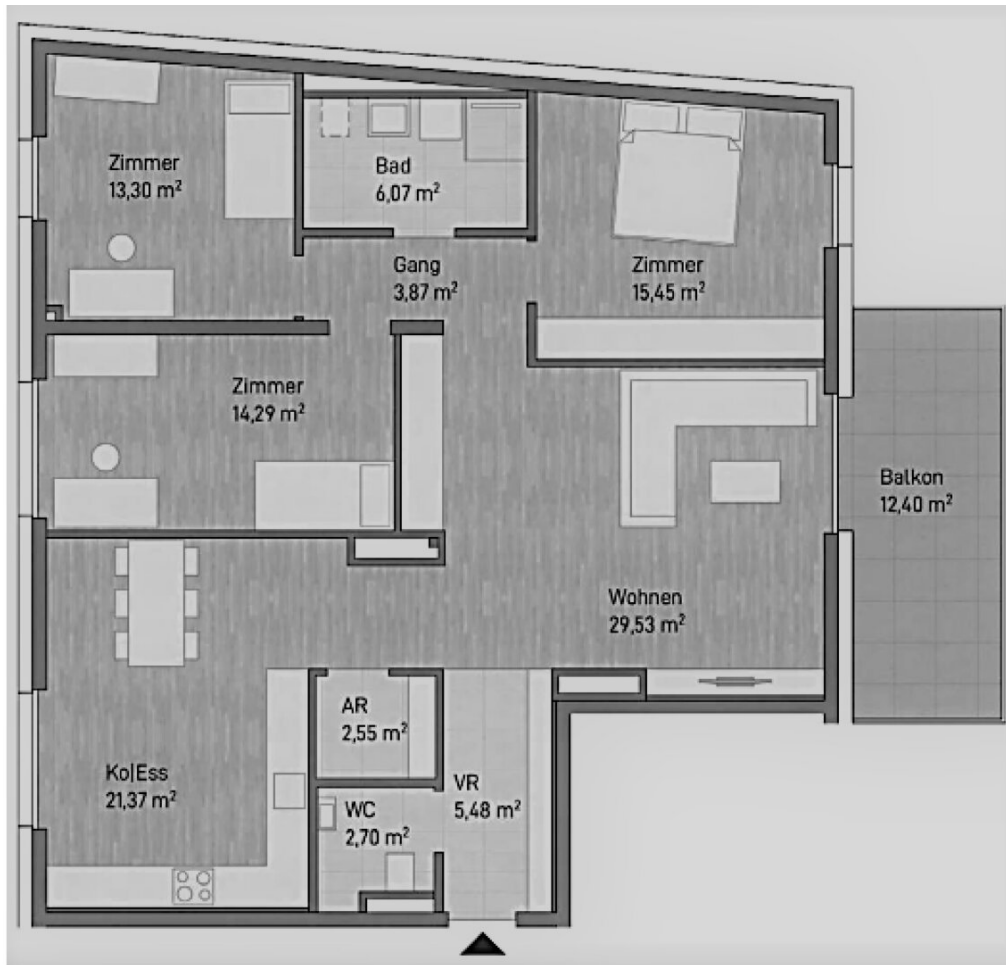 Zimmer
13,30 m²
Bad
6,07 m²
Gang
3,87 m²
Zimmer
15,45 m²
Zimmer
14,29 m²
Balkon
12,40 m²
Wohnen
29,53 m²
AR
2,55 m²
Ko|Ess
21,37 m²
WC
2,70 m²
VR
5,48 m²